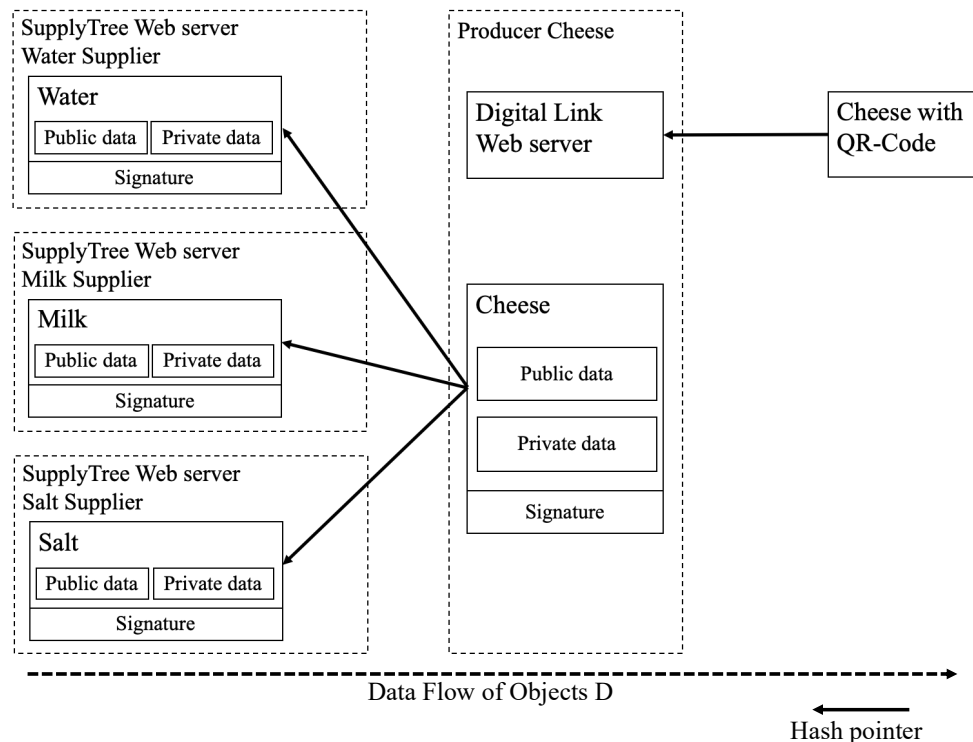 SupplyTree Web server
Water Supplier
Water
Public data
Private data
Signature
SupplyTree Web server
Milk Supplier
Milk
Public data
Private data
Signature
SupplyTree Web server
Salt Supplier
Salt
Public data
Private data
Signature
Producer Cheese
Digital Link
Web server
Cheese
Public data
Private data
Signature
Cheese with
QR-Code
Data Flow of Objects D
Hash pointer